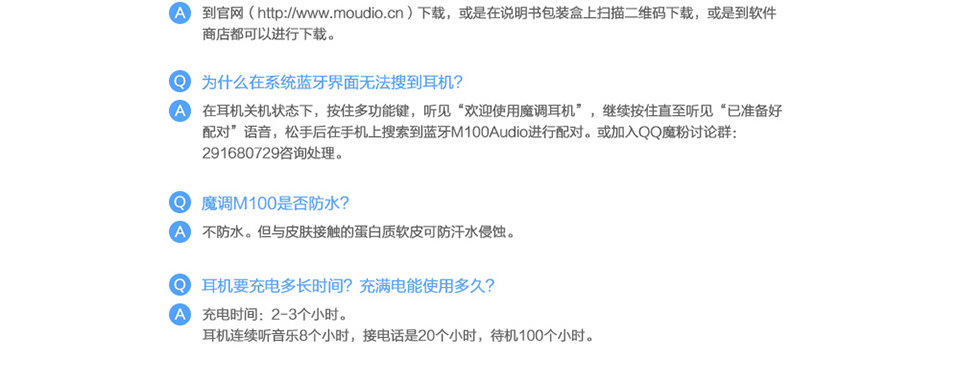 A 到官网（http://www.moudio.cn）下载，或是在说明书包装盒上扫描二维码下载，或是到软件
商店都可以进行下载。
Q 为什么在系统蓝牙界面无法搜到耳机？
A 在耳机关机状态下，按住多功能键，听见“欢迎使用魔调耳机”，继续按住直至听见“已准备好
配对”语音，松手后在手机上搜索到蓝牙M100Audio进行配对。或加入QQ魔粉讨论群：
291680729咨询处理。
Q 魔调M100是否防水？
A 不防水。但与皮肤接触的蛋白质软皮可防汗水侵蚀。
Q 耳机要充电多长时间？充满电能使用多久？
A 充电时间：2-3个小时。
耳机连续听音乐8个小时，接电话是20个小时，待机100个小时。